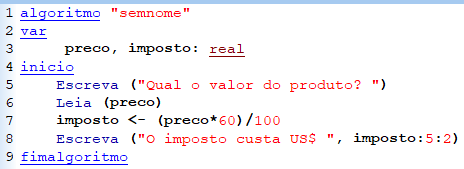 1 algoritmo "semnome"
2 var
3      preco, imposto: real
4 inicio
5     Escreva ("Qual o valor do produto? ")
6     Leia (preco)
7     imposto <- (preco*60)/100
8     Escreva ("O imposto custa US$ ", imposto:5:2)
9 fimalgoritmo